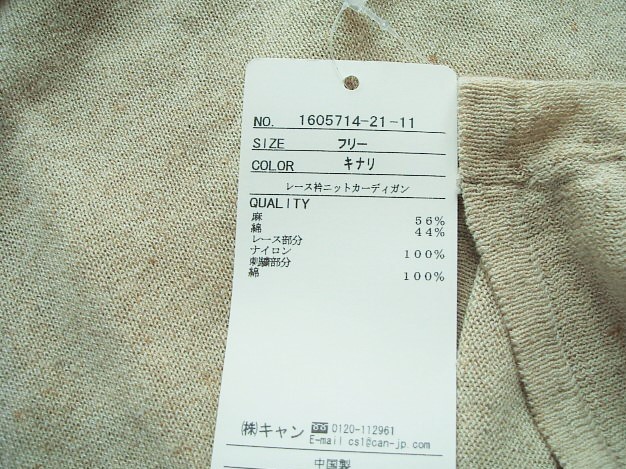 NO. 1605714-21-11
SIZE フリー
COLOR キナリ
レース衿ニットカーディガン
QUALITY
麻 56%
綿 44%
レース部分
ナイロン 100%
刺繍部分
綿 100%
㈱キャン 0120-112961
E-mail cs1@can-jp.com
中国製